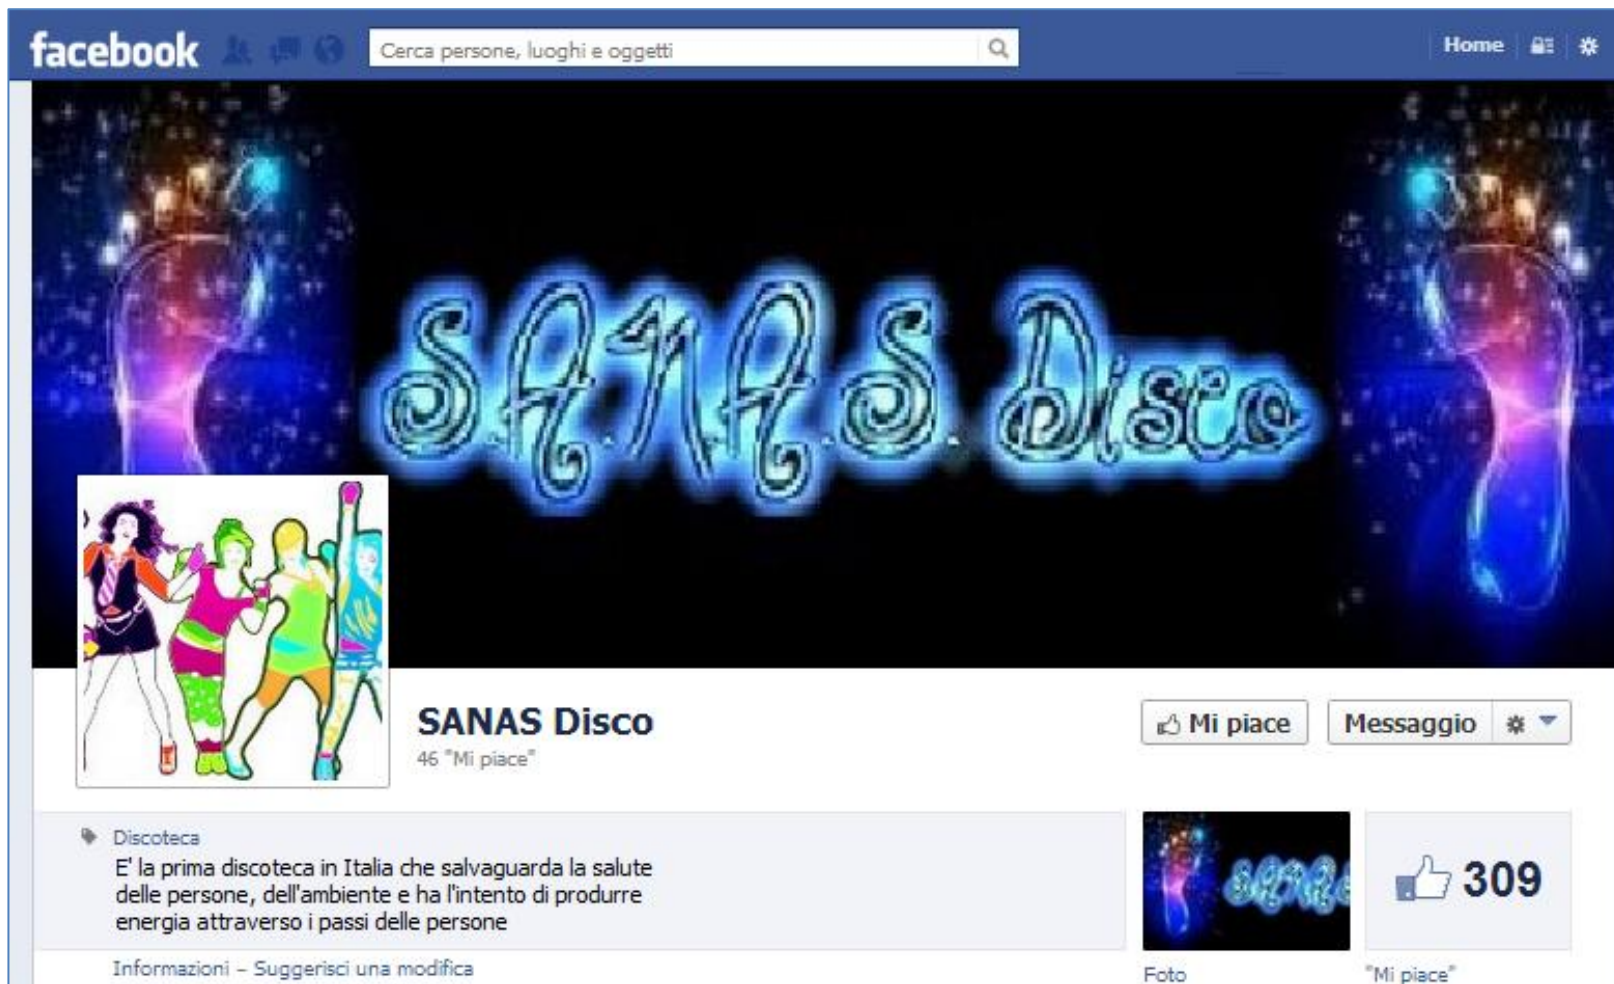 facebook
Cerca persone, luoghi e oggetti
Home
S.A.N.A.S. Disco
SANAS Disco
46 "Mi piace"
Mi piace
Messaggio
Discoteca
E' la prima discoteca in Italia che salvaguarda la salute
delle persone, dell'ambiente e ha l'intento di produrre
energia attraverso i passi delle persone
S.A.N.A.S
309
Informazioni – Suggerisci una modifica
Foto
"Mi piace"